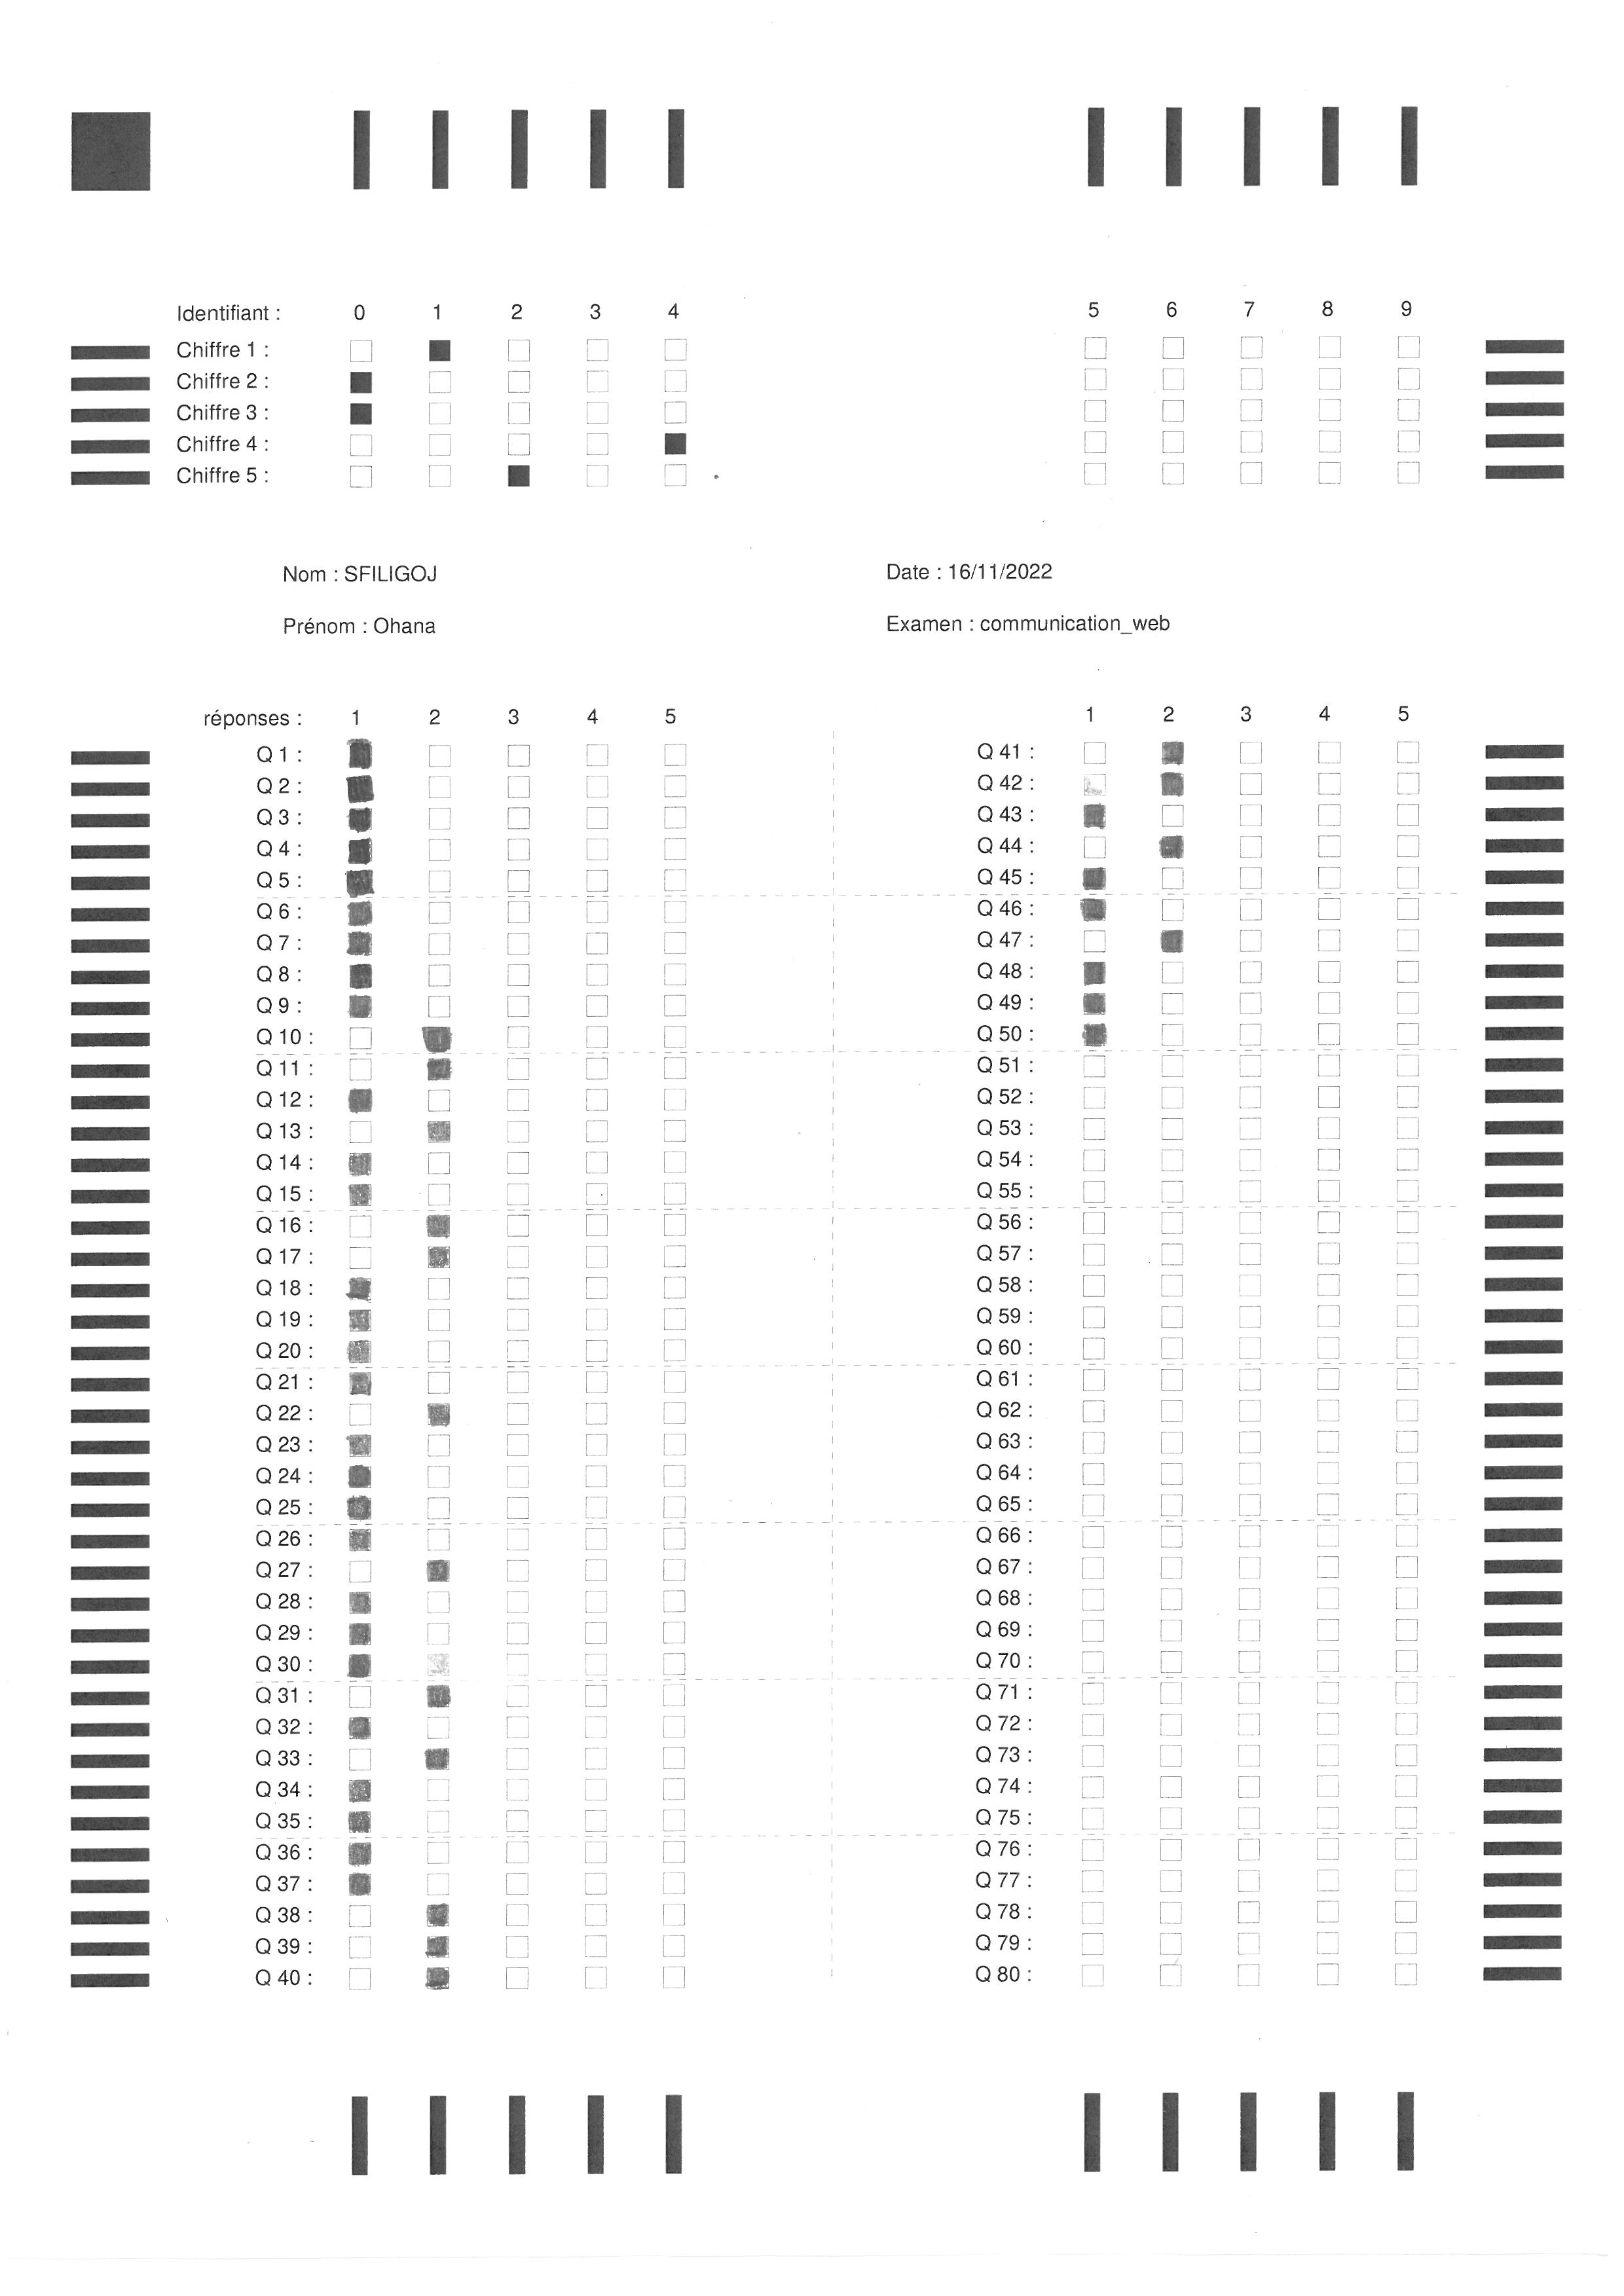 Identifiant : 0 1 2 3 4 5 6 7 8 9
Chiffre 1 :
Chiffre 2 :
Chiffre 3 :
Chiffre 4 :
Chiffre 5 :
Nom : SFILIGOJ
Date : 16/11/2022
Prénom : Ohana
Examen : communication_web
réponses : 1 2 3 4 5
Q 1 :
Q 2 :
Q 3 :
Q 4 :
Q 5 :
Q 6 :
Q 7 :
Q 8 :
Q 9 :
Q 10 :
Q 11 :
Q 12 :
Q 13 :
Q 14 :
Q 15 :
Q 16 :
Q 17 :
Q 18 :
Q 19 :
Q 20 :
Q 21 :
Q 22 :
Q 23 :
Q 24 :
Q 25 :
Q 26 :
Q 27 :
Q 28 :
Q 29 :
Q 30 :
Q 31 :
Q 32 :
Q 33 :
Q 34 :
Q 35 :
Q 36 :
Q 37 :
Q 38 :
Q 39 :
Q 40 :
1 2 3 4 5
Q 41 :
Q 42 :
Q 43 :
Q 44 :
Q 45 :
Q 46 :
Q 47 :
Q 48 :
Q 49 :
Q 50 :
Q 51 :
Q 52 :
Q 53 :
Q 54 :
Q 55 :
Q 56 :
Q 57 :
Q 58 :
Q 59 :
Q 60 :
Q 61 :
Q 62 :
Q 63 :
Q 64 :
Q 65 :
Q 66 :
Q 67 :
Q 68 :
Q 69 :
Q 70 :
Q 71 :
Q 72 :
Q 73 :
Q 74 :
Q 75 :
Q 76 :
Q 77 :
Q 78 :
Q 79 :
Q 80 :